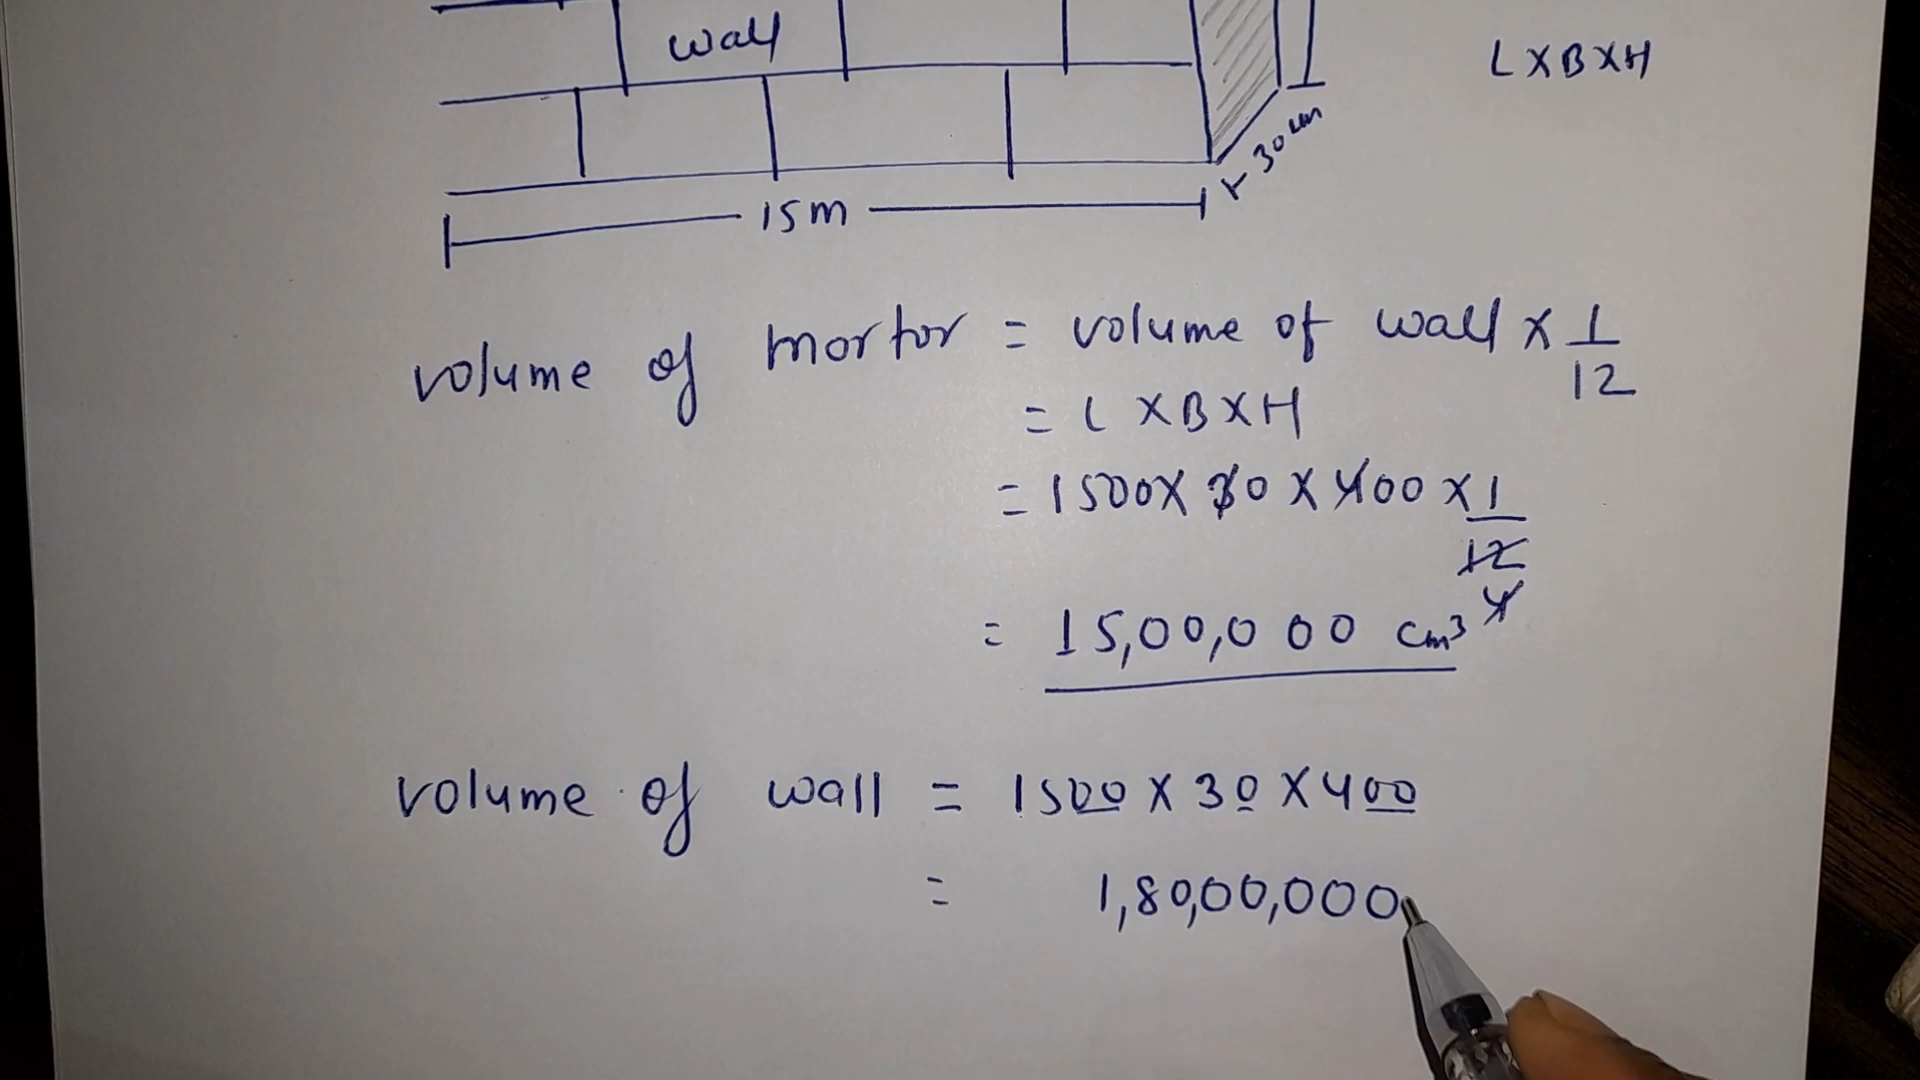 wall
L X B X H
30 cm
15m
volume of mortor = volume of wall x 1/12
= L X B X H
= 1500 X 30 X 400 X 1/12
4
= 15,00,000 cm³
volume of wall = 1500 X 30 X 400
= 1,80,00,000